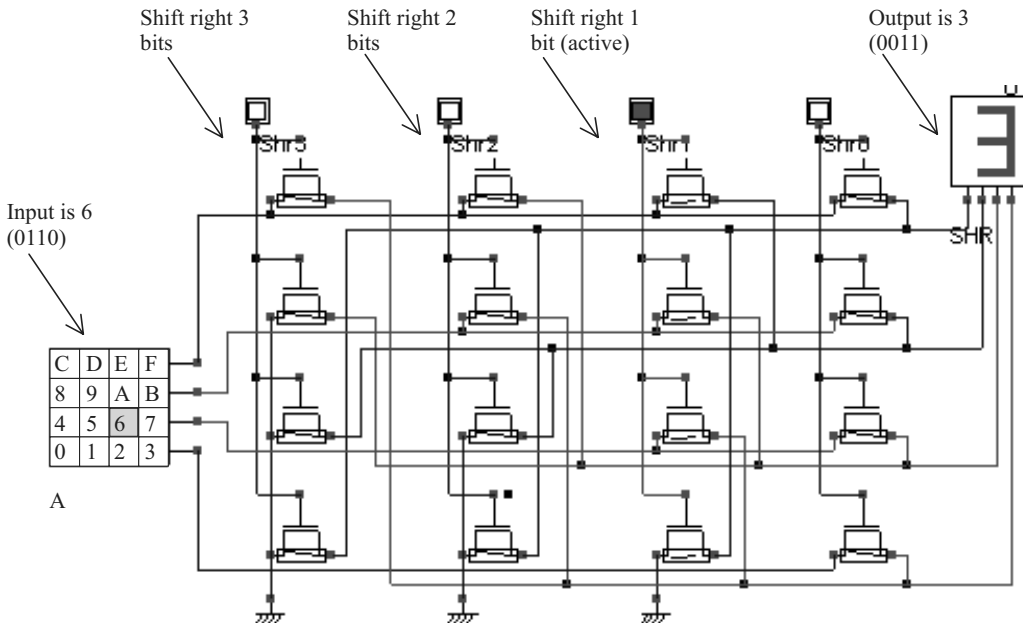 Shift right 3
bits
Shift right 2
bits
Shift right 1
bit (active)
Output is 3
(0011)
Shr3
Shr2
Shr1
Shr0
3
SHR
Input is 6
(0110)
C D E F
8 9 A B
4 5 6 7
0 1 2 3
A